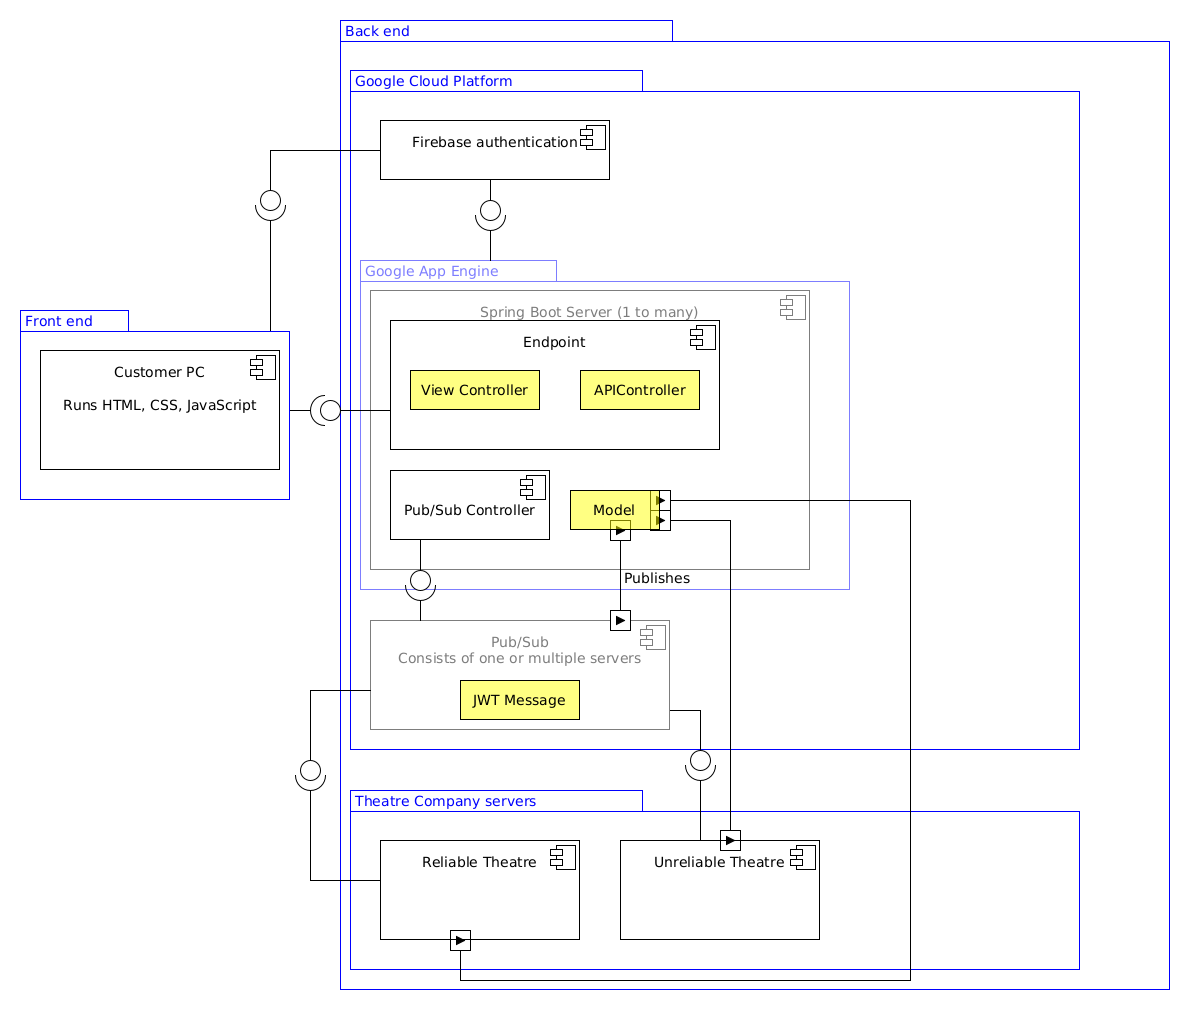 Back end
Google Cloud Platform
Firebase authentication
Google App Engine
Spring Boot Server (1 to many)
Front end
Endpoint
Customer PC
View Controller
APIController
Runs HTML, CSS, JavaScript
Pub/Sub Controller
Model
Publishes
Pub/Sub
Consists of one or multiple servers
JWT Message
Theatre Company servers
Reliable Theatre
Unreliable Theatre